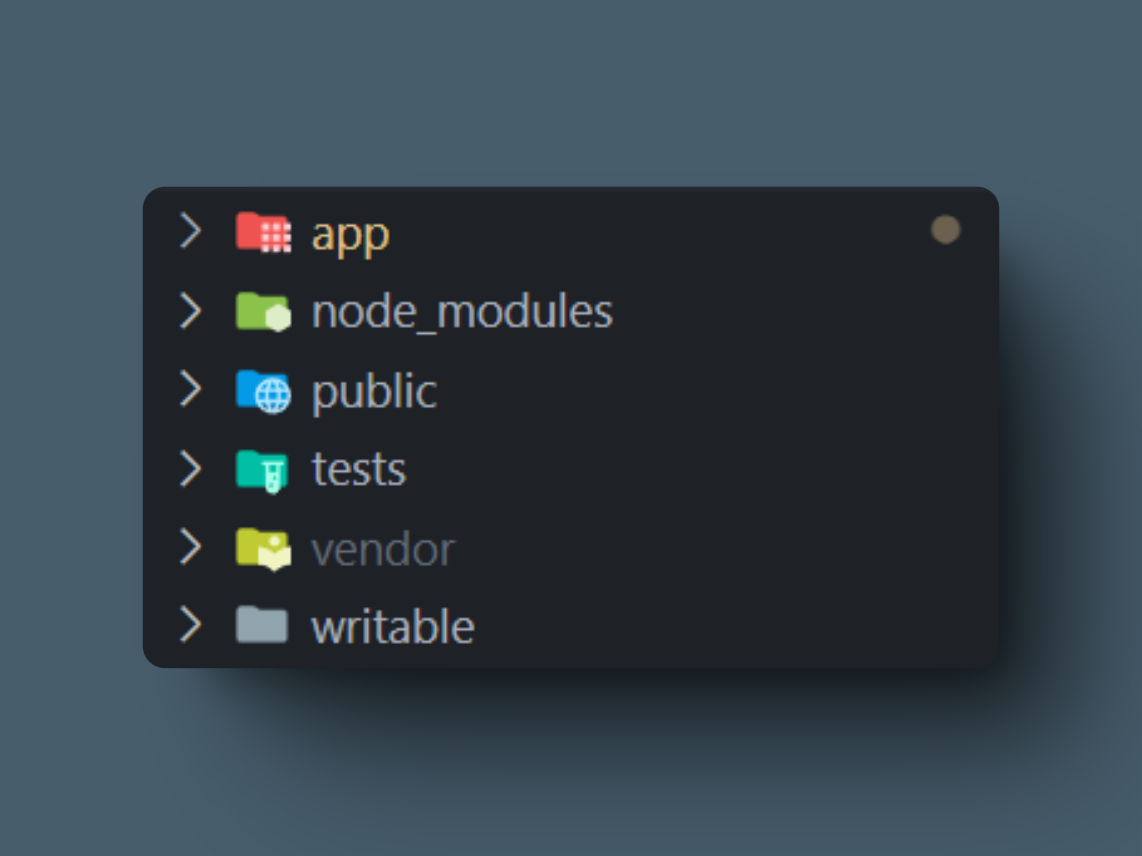 app
node_modules
public
tests
vendor
writable